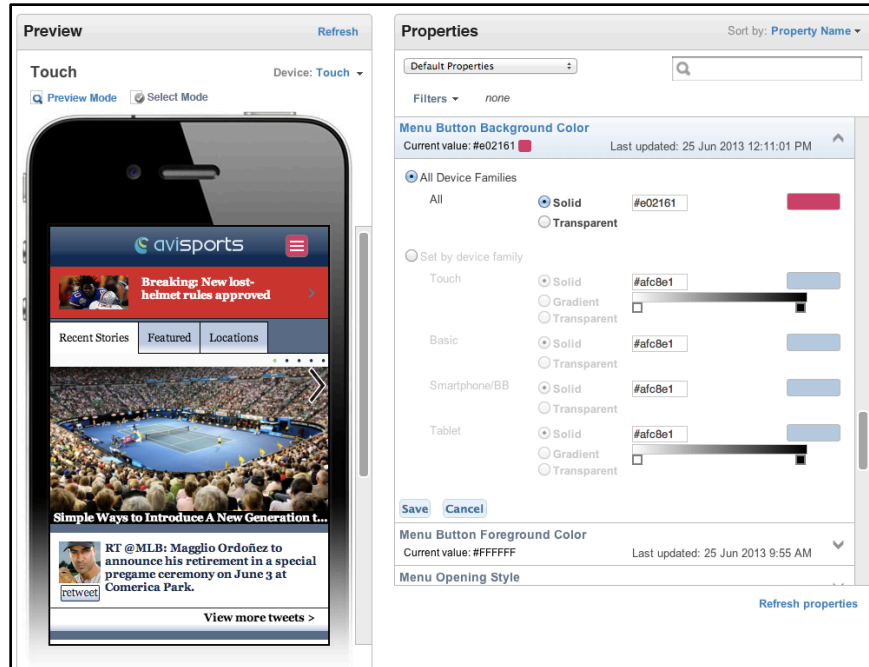 Preview
Refresh
Touch
Device: Touch
Preview Mode
Select Mode
avisports
Breaking: New lost-
helmet rules approved
Recent Stories
Featured
Locations
Simple Ways to Introduce A New Generation t...
RT @MLB: Magglio Ordoñez to
announce his retirement in a special
pregame ceremony on June 3 at
Comerica Park.
retweet
View more tweets >
Properties
Sort by: Property Name
Default Properties
Filters
none
Menu Button Background Color
Current value: #e02161
Last updated: 25 Jun 2013 12:11:01 PM
All Device Families
All
Solid
#e02161
Transparent
Set by device family
Touch
Solid
#afc8e1
Gradient
Transparent
Basic
Solid
#afc8e1
Transparent
Smartphone/BB
Solid
#afc8e1
Transparent
Tablet
Solid
#afc8e1
Gradient
Transparent
Save
Cancel
Menu Button Foreground Color
Current value: #FFFFFF
Last updated: 25 Jun 2013 9:55 AM
Menu Opening Style
Refresh properties